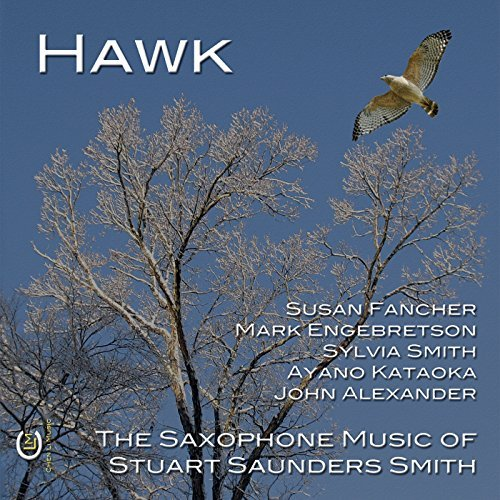 HAWK
SUSAN FANCHER
MARK ENGEBRETSON
SYLVIA SMITH
AYANO KATAOKA
JOHN ALEXANDER
THE SAXOPHONE MUSIC OF
STUART SAUNDERS SMITH